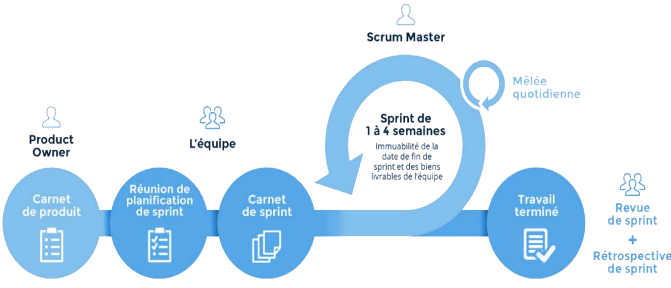 Scrum Master
Mêlée
quotidienne
Sprint de
1 à 4 semaines
Immuabilité de la
date de fin de
sprint et des biens
livrables de l'équipe
Product
Owner
L'équipe
Carnet
de produit
Réunion de
planification
de sprint
Carnet
de sprint
Travail
terminé
Revue
de sprint
+
Rétrospective
de sprint